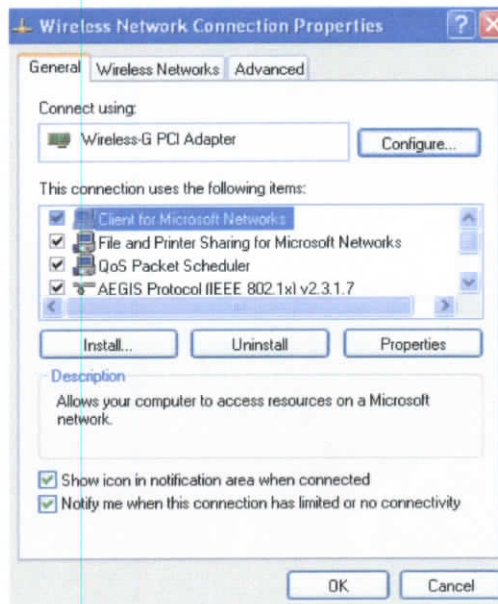 Wireless Network Connection Properties
General Wireless Networks Advanced
Connect using:
Wireless-G PCI Adapter Configure...
This connection uses the following items:
Client for Microsoft Networks
File and Printer Sharing for Microsoft Networks
QoS Packet Scheduler
AEGIS Protocol (IEEE 802.1x) v2.3.1.7
Install... Uninstall Properties
Description
Allows your computer to access resources on a Microsoft
network.
Show icon in notification area when connected
Notify me when this connection has limited or no connectivity
OK Cancel